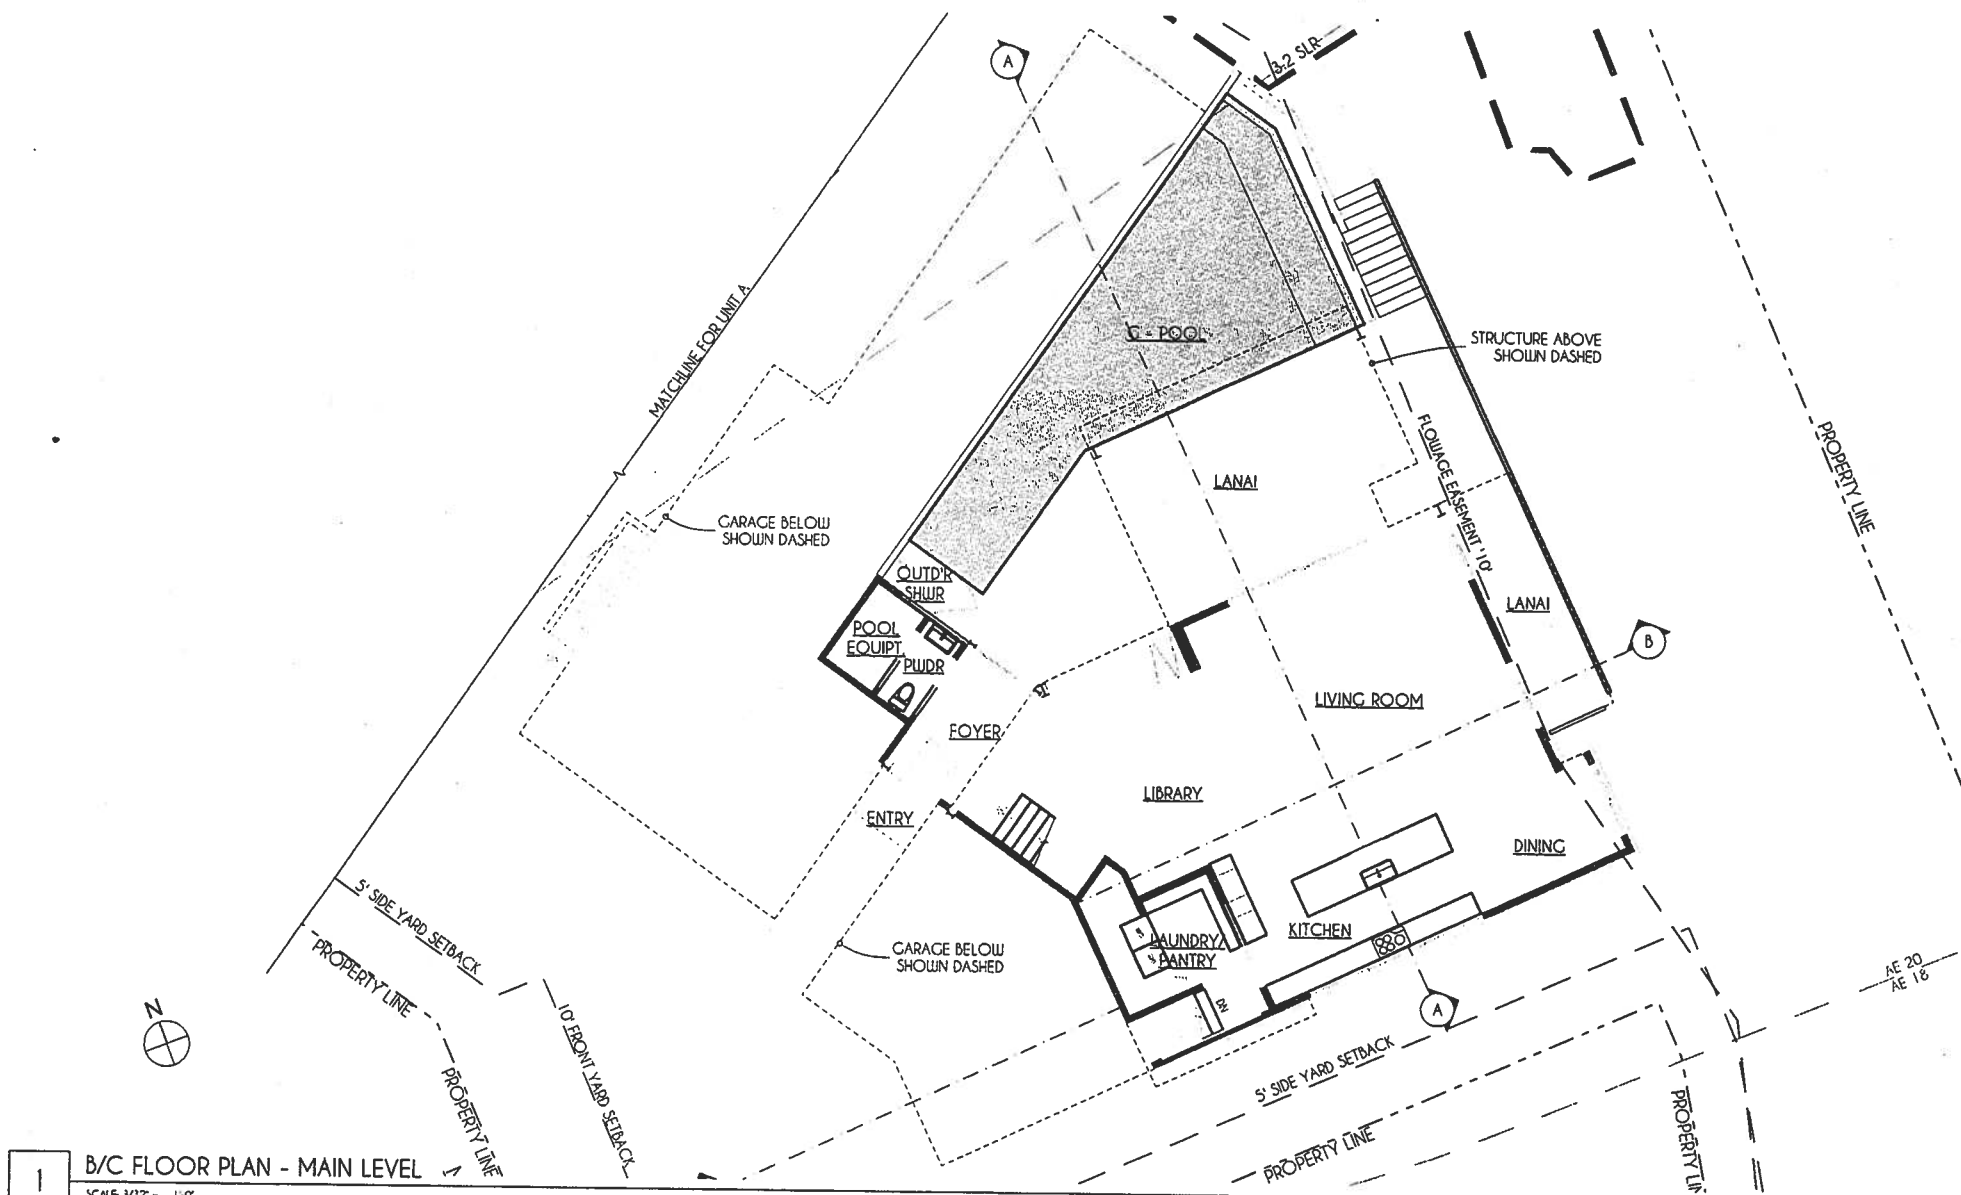 A
3.2 SLR
MATCHLINE FOR UNIT A
C - POOL
STRUCTURE ABOVE
SHOWN DASHED
PROPERTY LINE
FLOWAGE EASEMENT '10'
LANAI
GARAGE BELOW
SHOWN DASHED
OUTD'R
SHWR
POOL
EQUIPT.
PWDR
LANAI
B
LIVING ROOM
FOYER
LIBRARY
ENTRY
DINING
5' SIDE YARD SETBACK
PROPERTY LINE
GARAGE BELOW
SHOWN DASHED
LAUNDRY/
PANTRY
KITCHEN
DN
A
AE 20
AE 18
N
10' FRONT YARD SETBACK
PROPERTY LINE
5' SIDE YARD SETBACK
PROPERTY LINE
PROPERTY LIN
1
B/C FLOOR PLAN - MAIN LEVEL
SCALE